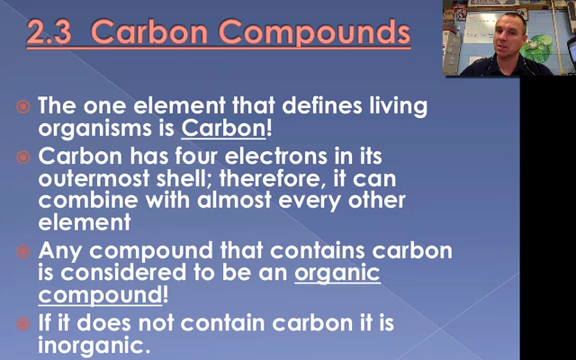 2.3 Carbon Compounds
The one element that defines living
organisms is Carbon!
Carbon has four electrons in its
outermost shell; therefore, it can
combine with almost every other
element
Any compound that contains carbon
is considered to be an organic
compound!
If it does not contain carbon it is
inorganic.